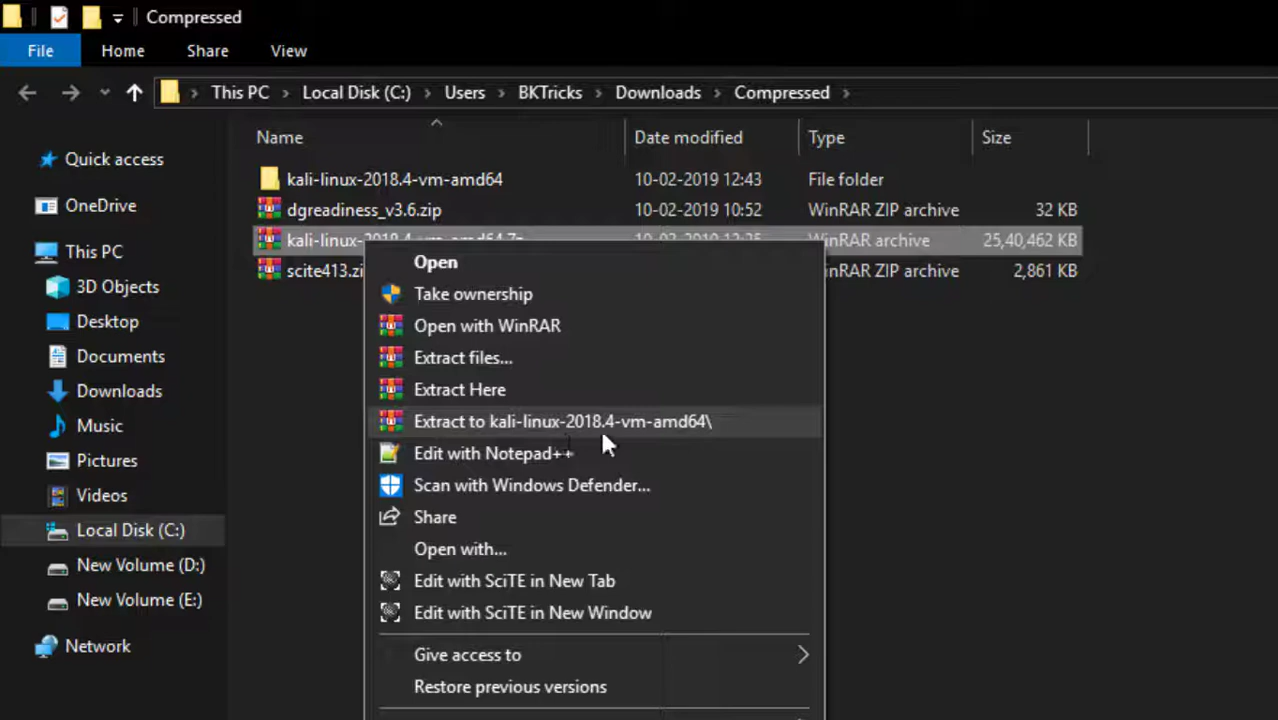 Compressed
File Home Share View
This PC Local Disk (C:) Users BKTricks Downloads Compressed
Name Date modified Type Size
Quick access
OneDrive
This PC
3D Objects
Desktop
Documents
Downloads
Music
Pictures
Videos
Local Disk (C:)
New Volume (D:)
New Volume (E:)
Network
kali-linux-2018.4-vm-amd64 10-02-2019 12:43 File folder
dgreadiness_v3.6.zip 10-02-2019 10:52 WinRAR ZIP archive 32 KB
WinRAR archive 25,40,462 KB
ZIP archive 2,861 KB
Open
Take ownership
Open with WinRAR
Extract files...
Extract Here
Extract to kali-linux-2018.4-vm-amd64\
Edit with Notepad++
Scan with Windows Defender...
Share
Open with...
Edit with SciTE in New Tab
Edit with SciTE in New Window
Give access to
Restore previous versions